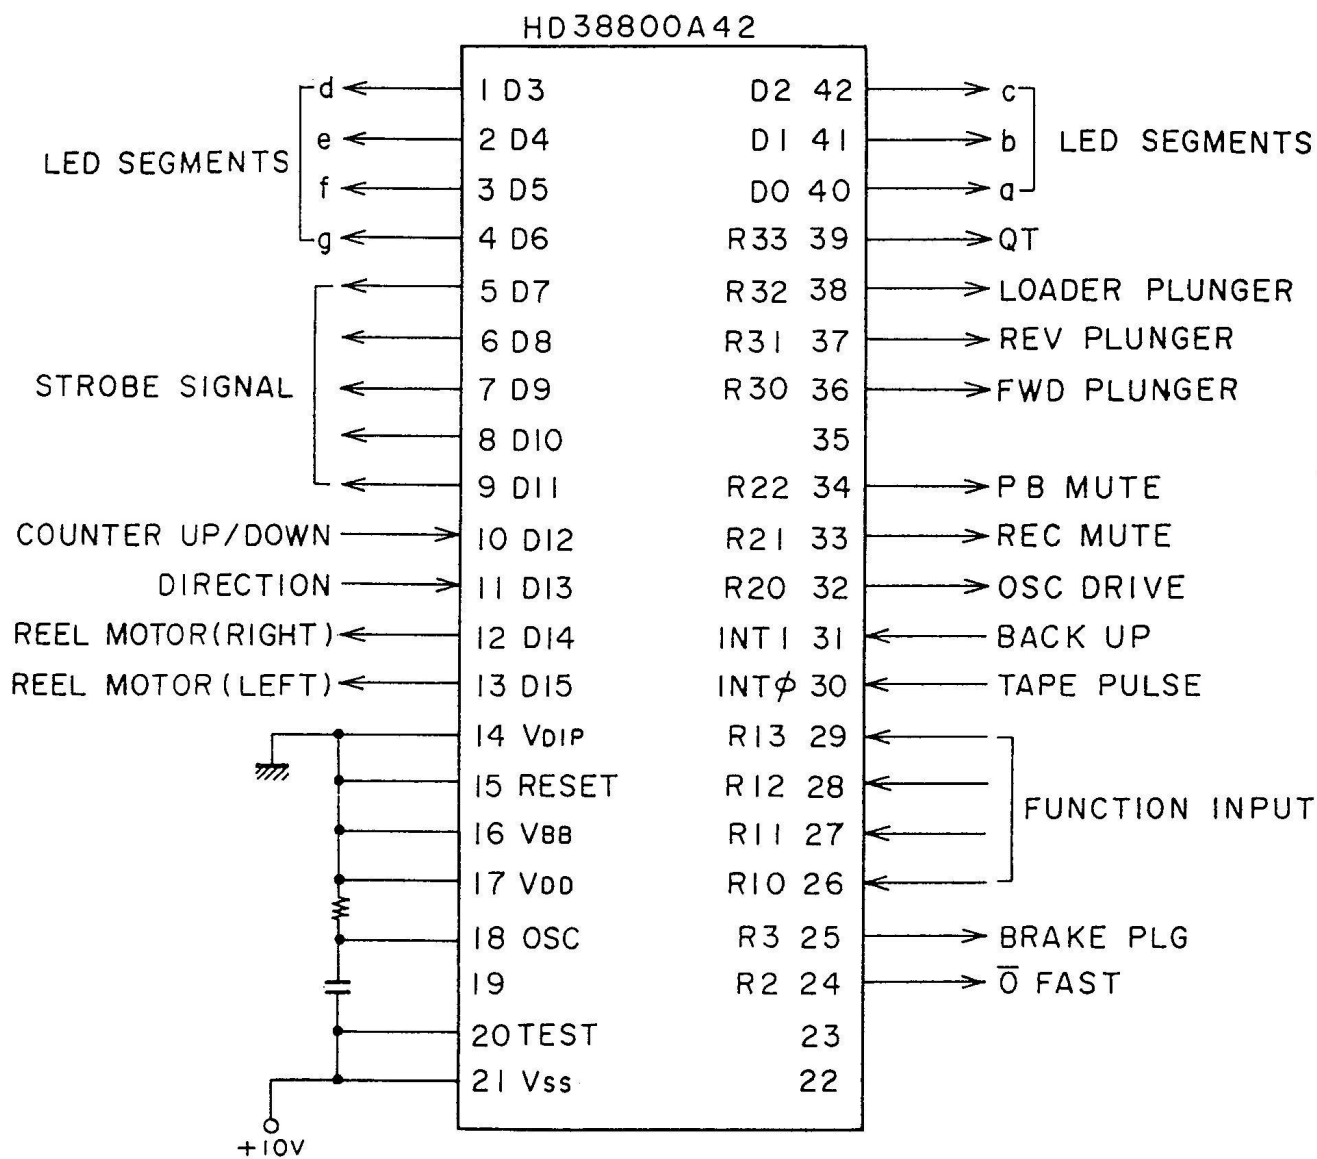 HD38800A42
d 1 D3 D2 42 c
e 2 D4 D1 41 b
LED SEGMENTS LED SEGMENTS
f 3 D5 D0 40 a
g 4 D6 R33 39 QT
5 D7 R32 38 LOADER PLUNGER
6 D8 R31 37 REV PLUNGER
STROBE SIGNAL 7 D9 R30 36 FWD PLUNGER
8 D10 35
9 D11 R22 34 PB MUTE
COUNTER UP/DOWN 10 D12 R21 33 REC MUTE
DIRECTION 11 D13 R20 32 OSC DRIVE
REEL MOTOR(RIGHT) 12 D14 INT1 31 BACK UP
REEL MOTOR(LEFT) 13 D15 INTϕ 30 TAPE PULSE
14 VDIP R13 29
15 RESET R12 28
FUNCTION INPUT
16 VBB R11 27
17 VDD R10 26
18 OSC R3 25 BRAKE PLG
19 R2 24 O̅ FAST
20 TEST 23
21 Vss 22
+10V